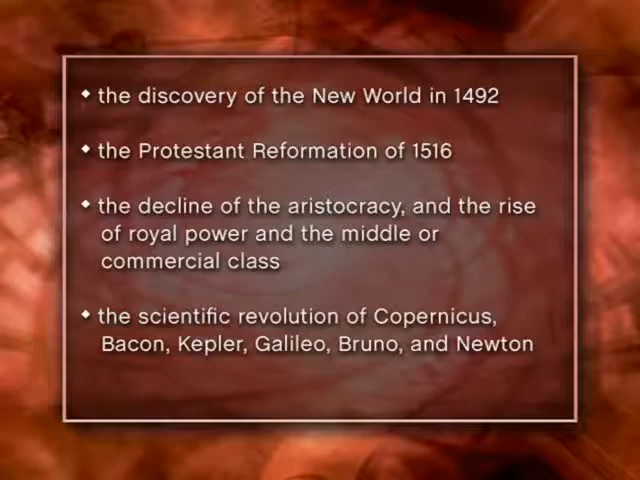 ◆ the discovery of the New World in 1492
◆ the Protestant Reformation of 1516
◆ the decline of the aristocracy, and the rise
of royal power and the middle or
commercial class
◆ the scientific revolution of Copernicus,
Bacon, Kepler, Galileo, Bruno, and Newton